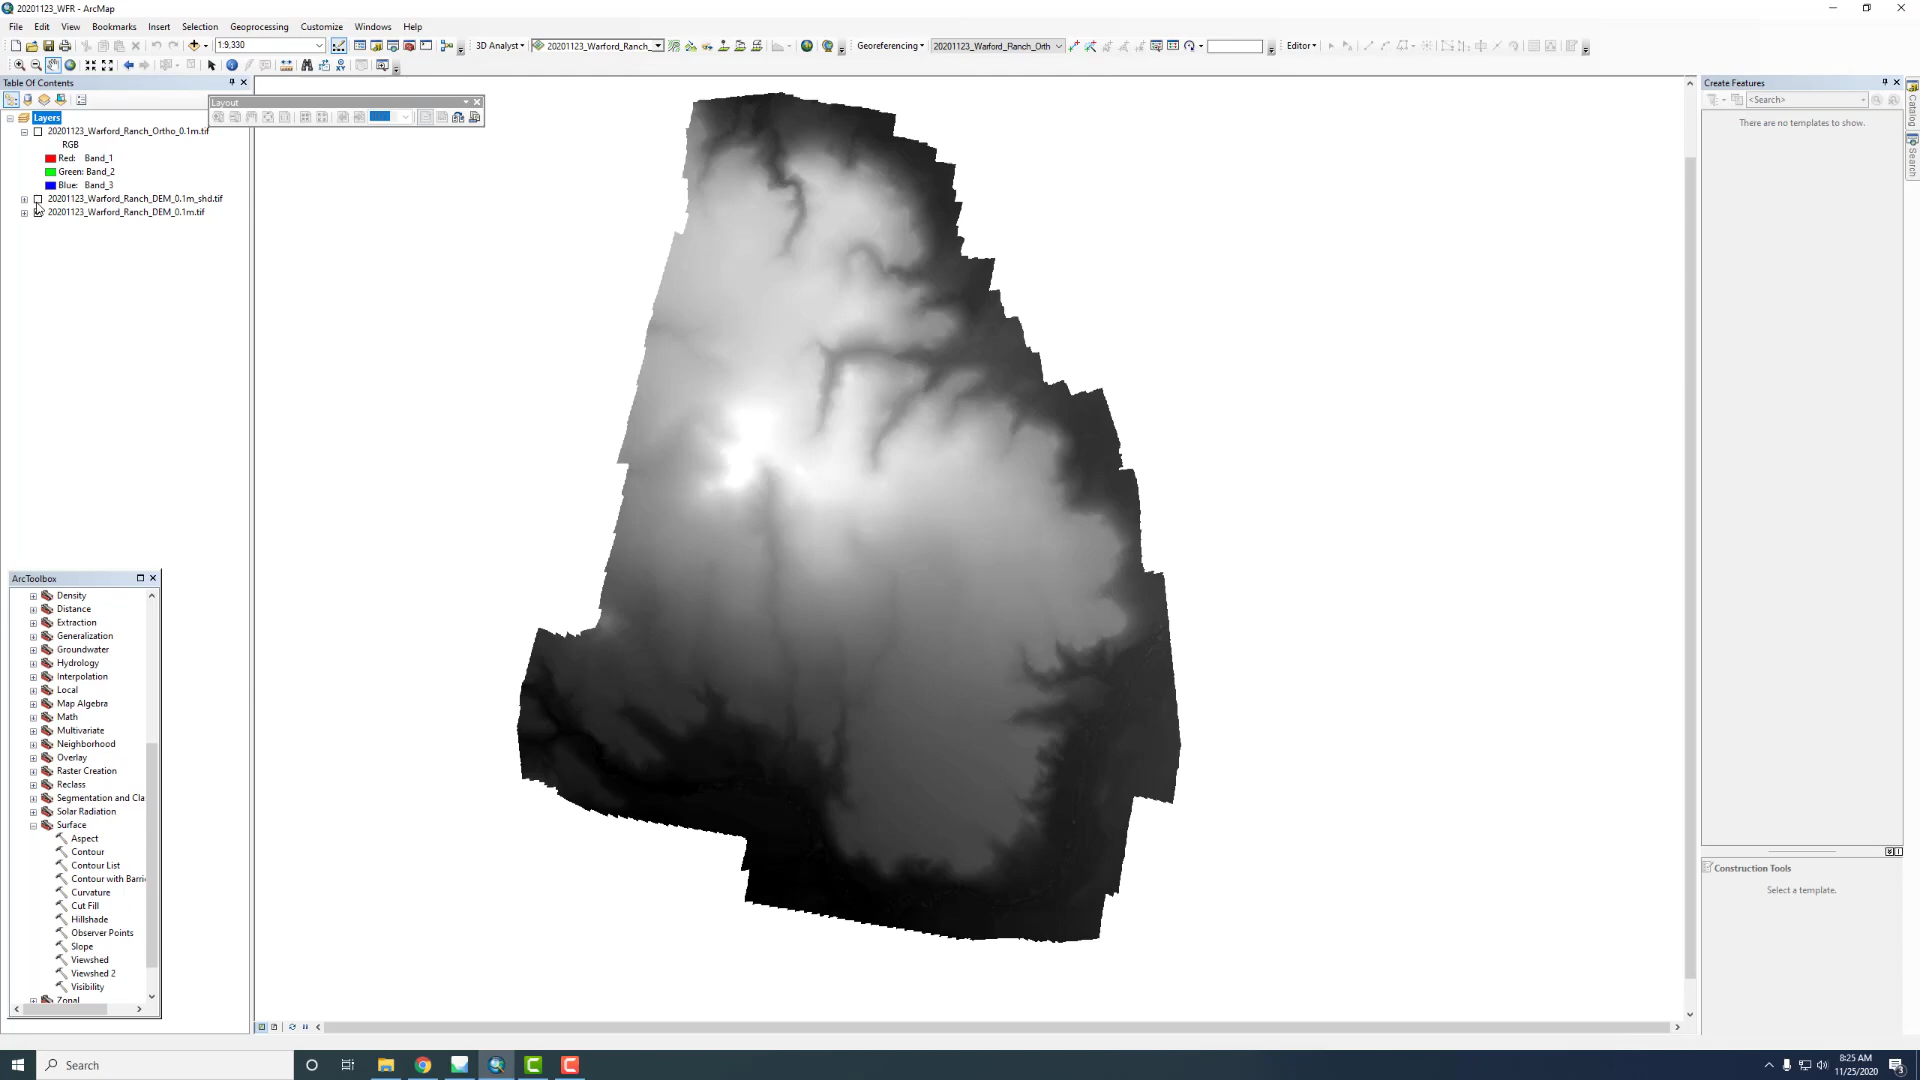 20201123_WFR - ArcMap
File Edit View Bookmarks Insert Selection Geoprocessing Customize Windows Help
1:9,330
3D Analyst
20201123_Warford_Ranch_
Georeferencing
20201123_Warford_Ranch_Orth
Editor
Table Of Contents
Layers
20201123_Warford_Ranch_Ortho_0.1m.tif
RGB
Red: Band_1
Green: Band_2
Blue: Band_3
20201123_Warford_Ranch_DEM_0.1m_shd.tif
20201123_Warford_Ranch_DEM_0.1m.tif
Layout
ArcToolbox
Density
Distance
Extraction
Generalization
Groundwater
Hydrology
Interpolation
Local
Map Algebra
Math
Multivariate
Neighborhood
Overlay
Raster Creation
Reclass
Segmentation and Cla
Solar Radiation
Surface
Aspect
Contour
Contour List
Contour with Barri
Curvature
Cut Fill
Hillshade
Observer Points
Slope
Viewshed
Viewshed 2
Visibility
Zonal
Create Features
<Search>
There are no templates to show.
Construction Tools
Select a template.
Catalog
Search
Search
8:25 AM
11/25/2020
3